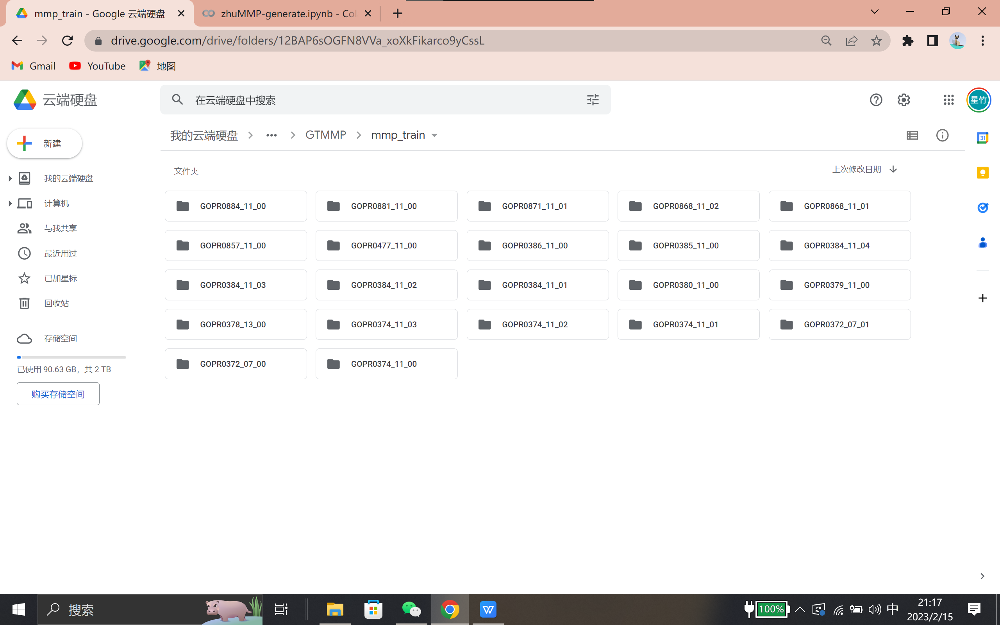 mmp_train - Google 云端硬盘
zhuMMP-generate.ipynb - Col
drive.google.com/drive/folders/12BAP6sOGFN8VVa_xoXkFikarco9yCssL
Gmail
YouTube
地图
云端硬盘
在云端硬盘中搜索
星竹
新建
我的云端硬盘
计算机
与我共享
最近用过
已加星标
回收站
存储空间
已使用 90.63 GB，共 2 TB
购买存储空间
我的云端硬盘 > ••• > GTMMP > mmp_train
文件夹
上次修改日期
GOPR0884_11_00
GOPR0881_11_00
GOPR0871_11_01
GOPR0868_11_02
GOPR0868_11_01
GOPR0857_11_00
GOPR0477_11_00
GOPR0386_11_00
GOPR0385_11_00
GOPR0384_11_04
GOPR0384_11_03
GOPR0384_11_02
GOPR0384_11_01
GOPR0380_11_00
GOPR0379_11_00
GOPR0378_13_00
GOPR0374_11_03
GOPR0374_11_02
GOPR0374_11_01
GOPR0372_07_01
GOPR0372_07_00
GOPR0374_11_00
31
搜索
100%
中
21:17
2023/2/15